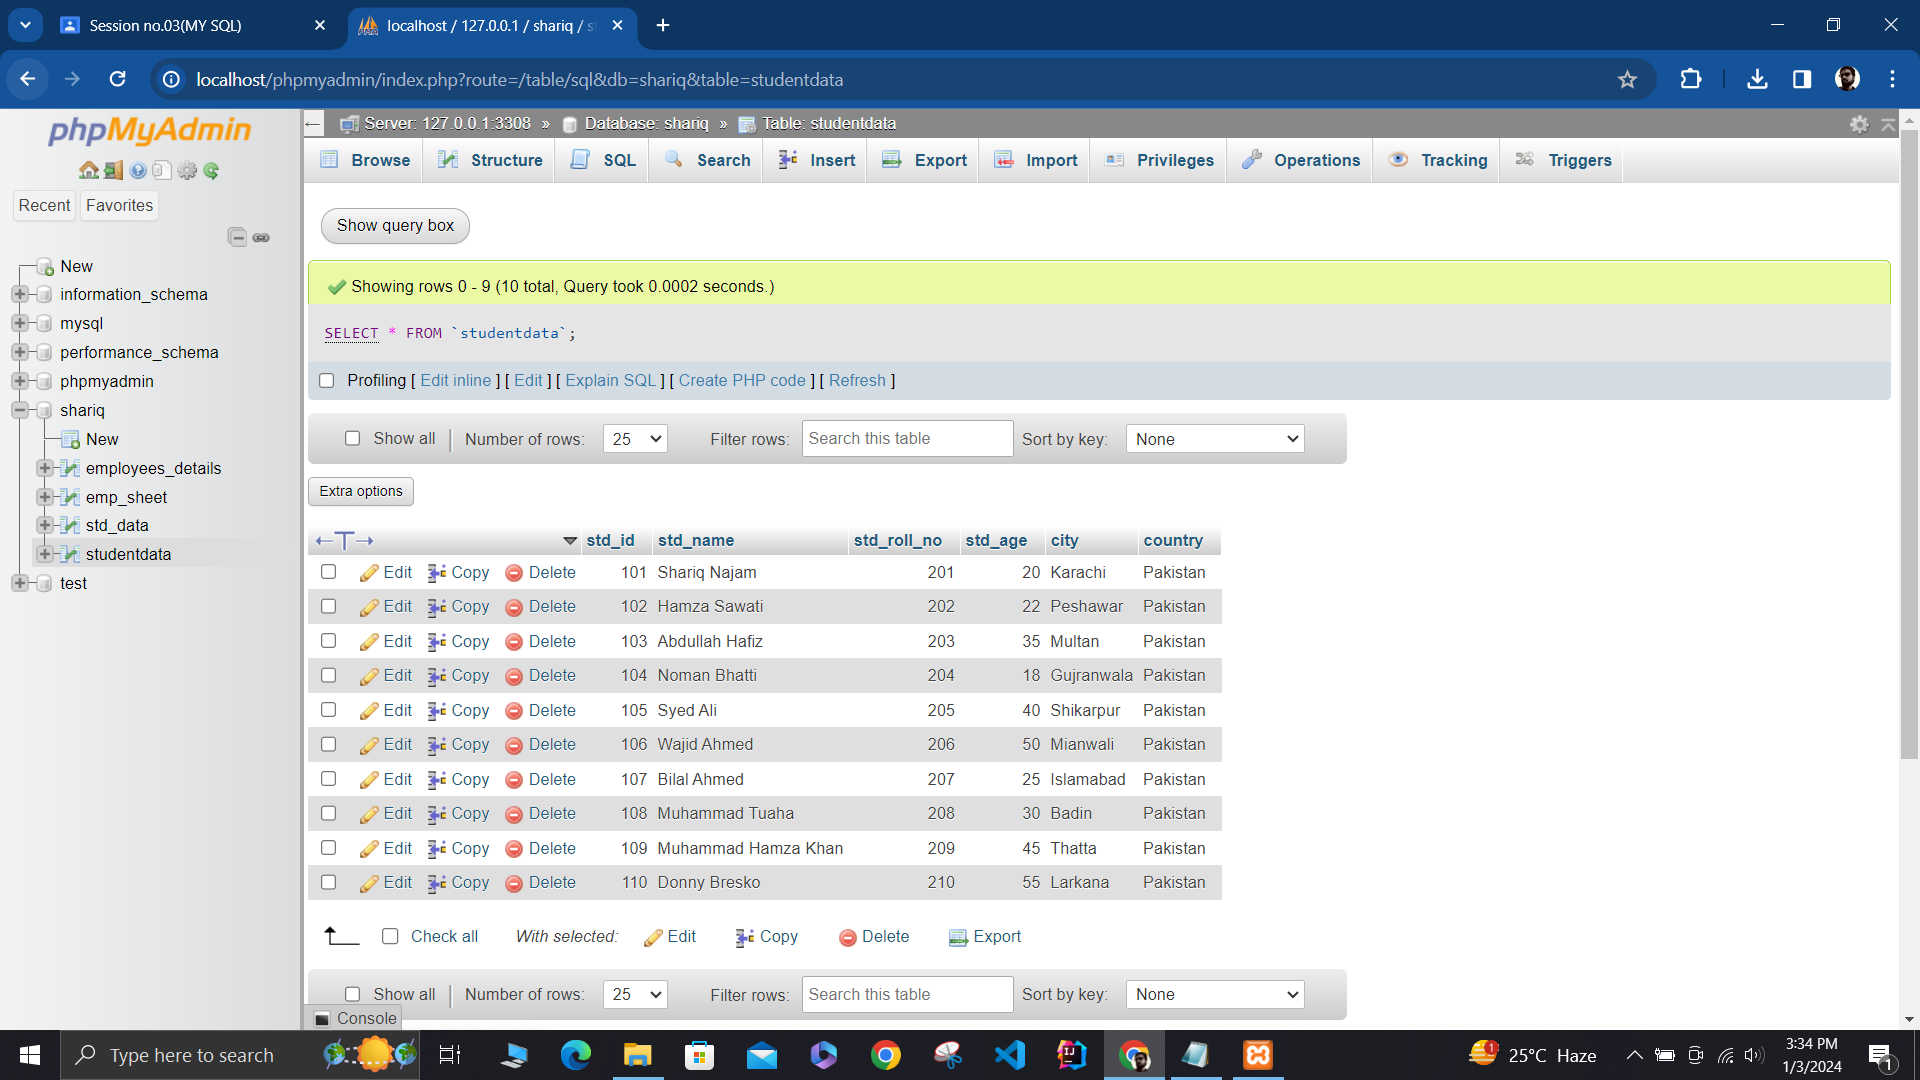 Session no.03(MY SQL)
localhost / 127.0.0.1 / shariq / s
localhost/phpmyadmin/index.php?route=/table/sql&db=shariq&table=studentdata
phpMyAdmin
Recent Favorites
New
information_schema
mysql
performance_schema
phpmyadmin
shariq
New
employees_details
emp_sheet
std_data
studentdata
test
Server: 127.0.0.1:3308 » Database: shariq » Table: studentdata
Browse Structure SQL Search Insert Export Import Privileges Operations Tracking Triggers
Show query box
Showing rows 0 - 9 (10 total, Query took 0.0002 seconds.)
SELECT * FROM `studentdata`;
Profiling [ Edit inline ] [ Edit ] [ Explain SQL ] [ Create PHP code ] [ Refresh ]
Show all Number of rows: 25 Filter rows: Search this table Sort by key: None
Extra options
←T→ std_id std_name std_roll_no std_age city country
Edit Copy Delete 101 Shariq Najam 201 20 Karachi Pakistan
Edit Copy Delete 102 Hamza Sawati 202 22 Peshawar Pakistan
Edit Copy Delete 103 Abdullah Hafiz 203 35 Multan Pakistan
Edit Copy Delete 104 Noman Bhatti 204 18 Gujranwala Pakistan
Edit Copy Delete 105 Syed Ali 205 40 Shikarpur Pakistan
Edit Copy Delete 106 Wajid Ahmed 206 50 Mianwali Pakistan
Edit Copy Delete 107 Bilal Ahmed 207 25 Islamabad Pakistan
Edit Copy Delete 108 Muhammad Tuaha 208 30 Badin Pakistan
Edit Copy Delete 109 Muhammad Hamza Khan 209 45 Thatta Pakistan
Edit Copy Delete 110 Donny Bresko 210 55 Larkana Pakistan
Check all With selected: Edit Copy Delete Export
Show all Number of rows: 25 Filter rows: Search this table Sort by key: None
Console
Type here to search
1 25°C Haze
3:34 PM
1/3/2024
1